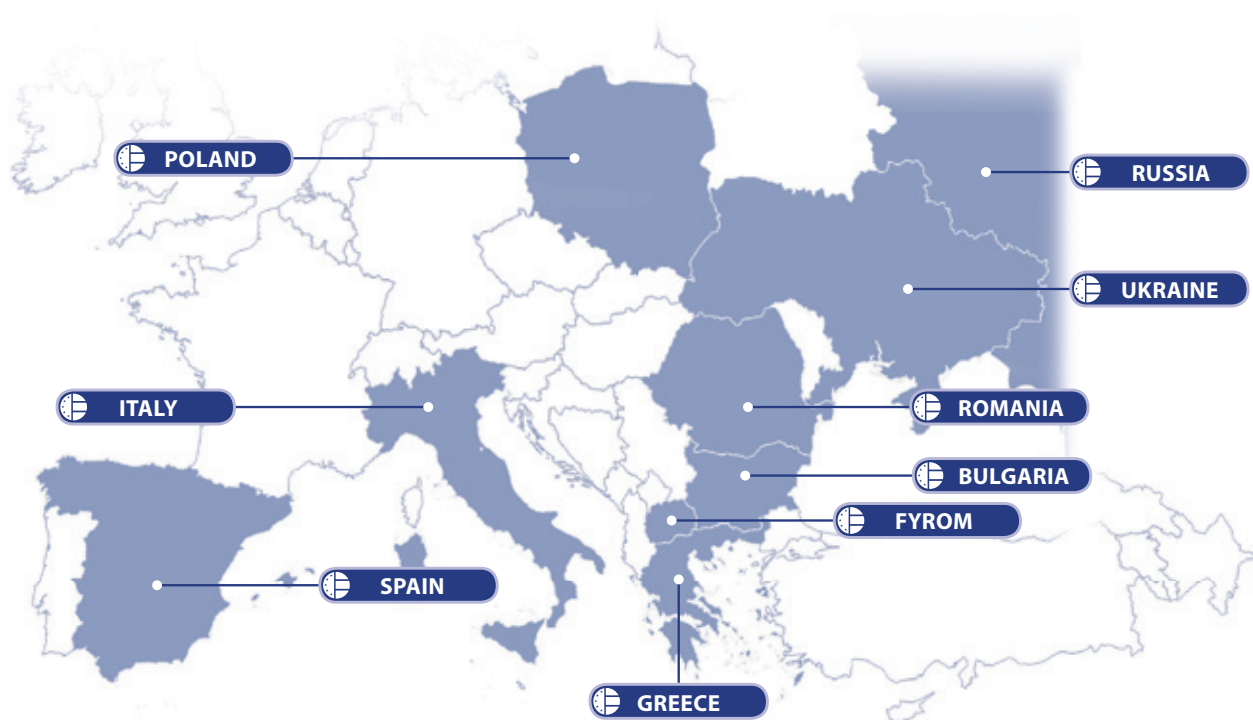 POLAND
RUSSIA
UKRAINE
ITALY
ROMANIA
BULGARIA
FYROM
SPAIN
GREECE